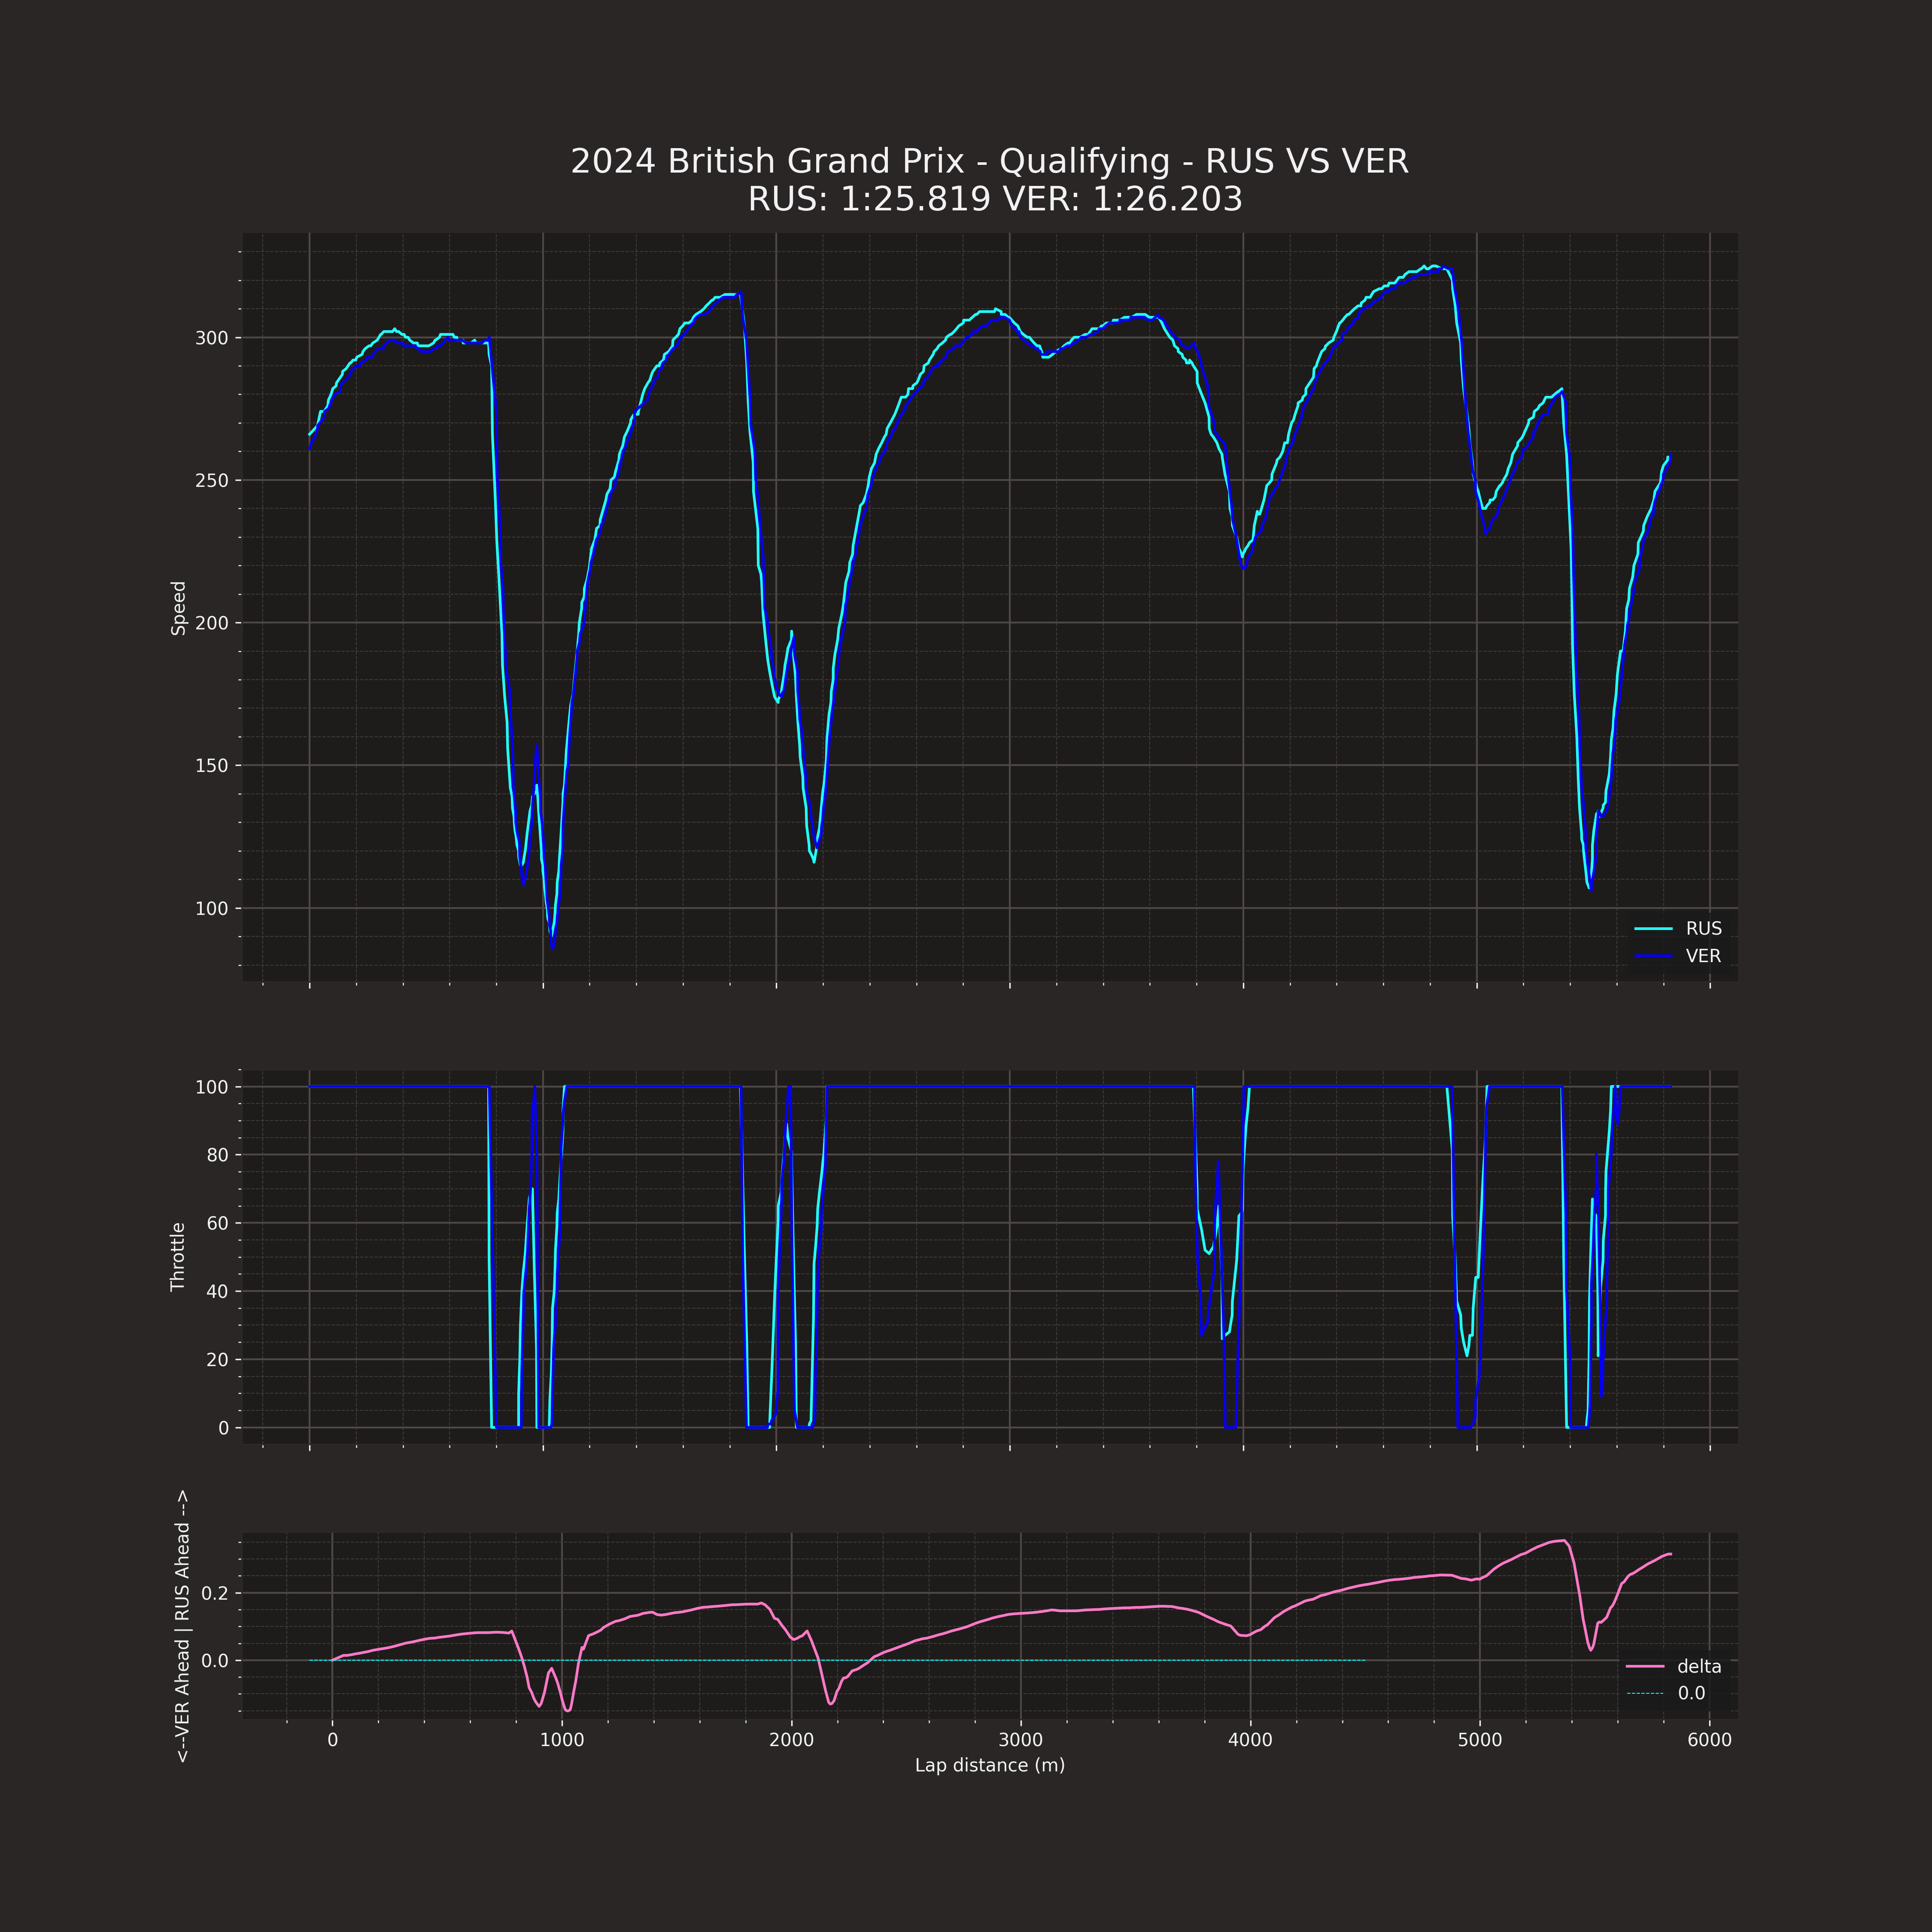 2024 British Grand Prix - Qualifying - RUS VS VER
RUS: 1:25.819 VER: 1:26.203
Speed
300
250
200
150
100
RUS
VER
Throttle
100
80
60
40
20
0
<--VER Ahead | RUS Ahead -->
0.2
0.0
delta
0.0
0 1000 2000 3000 4000 5000 6000
Lap distance (m)